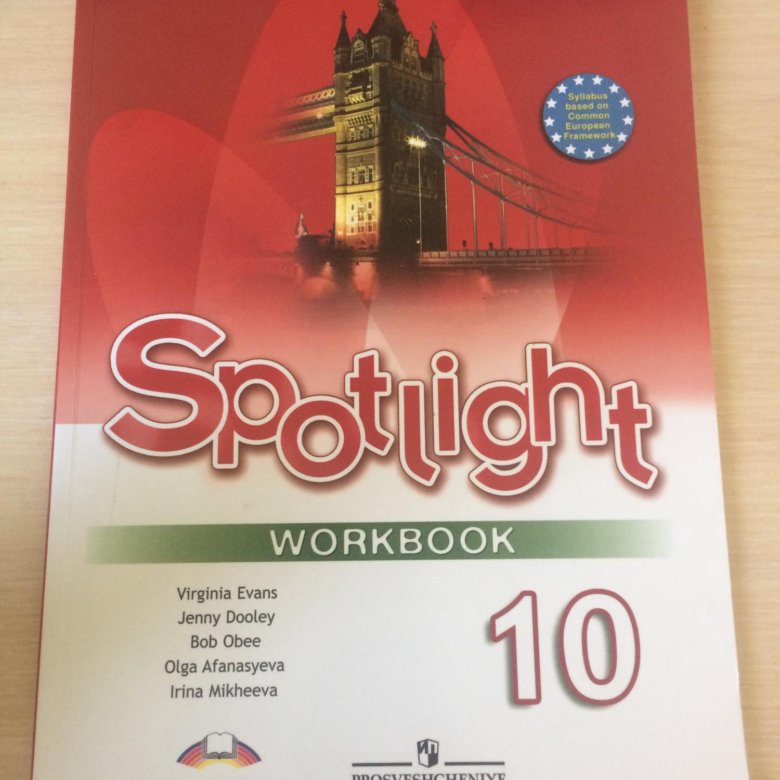 Syllabus
based on
Common
European
Framework
Spotlight
WORKBOOK
Virginia Evans
Jenny Dooley
Bob Obee
Olga Afanasyeva
Irina Mikheeva
10
PROSVESHCHENIYE